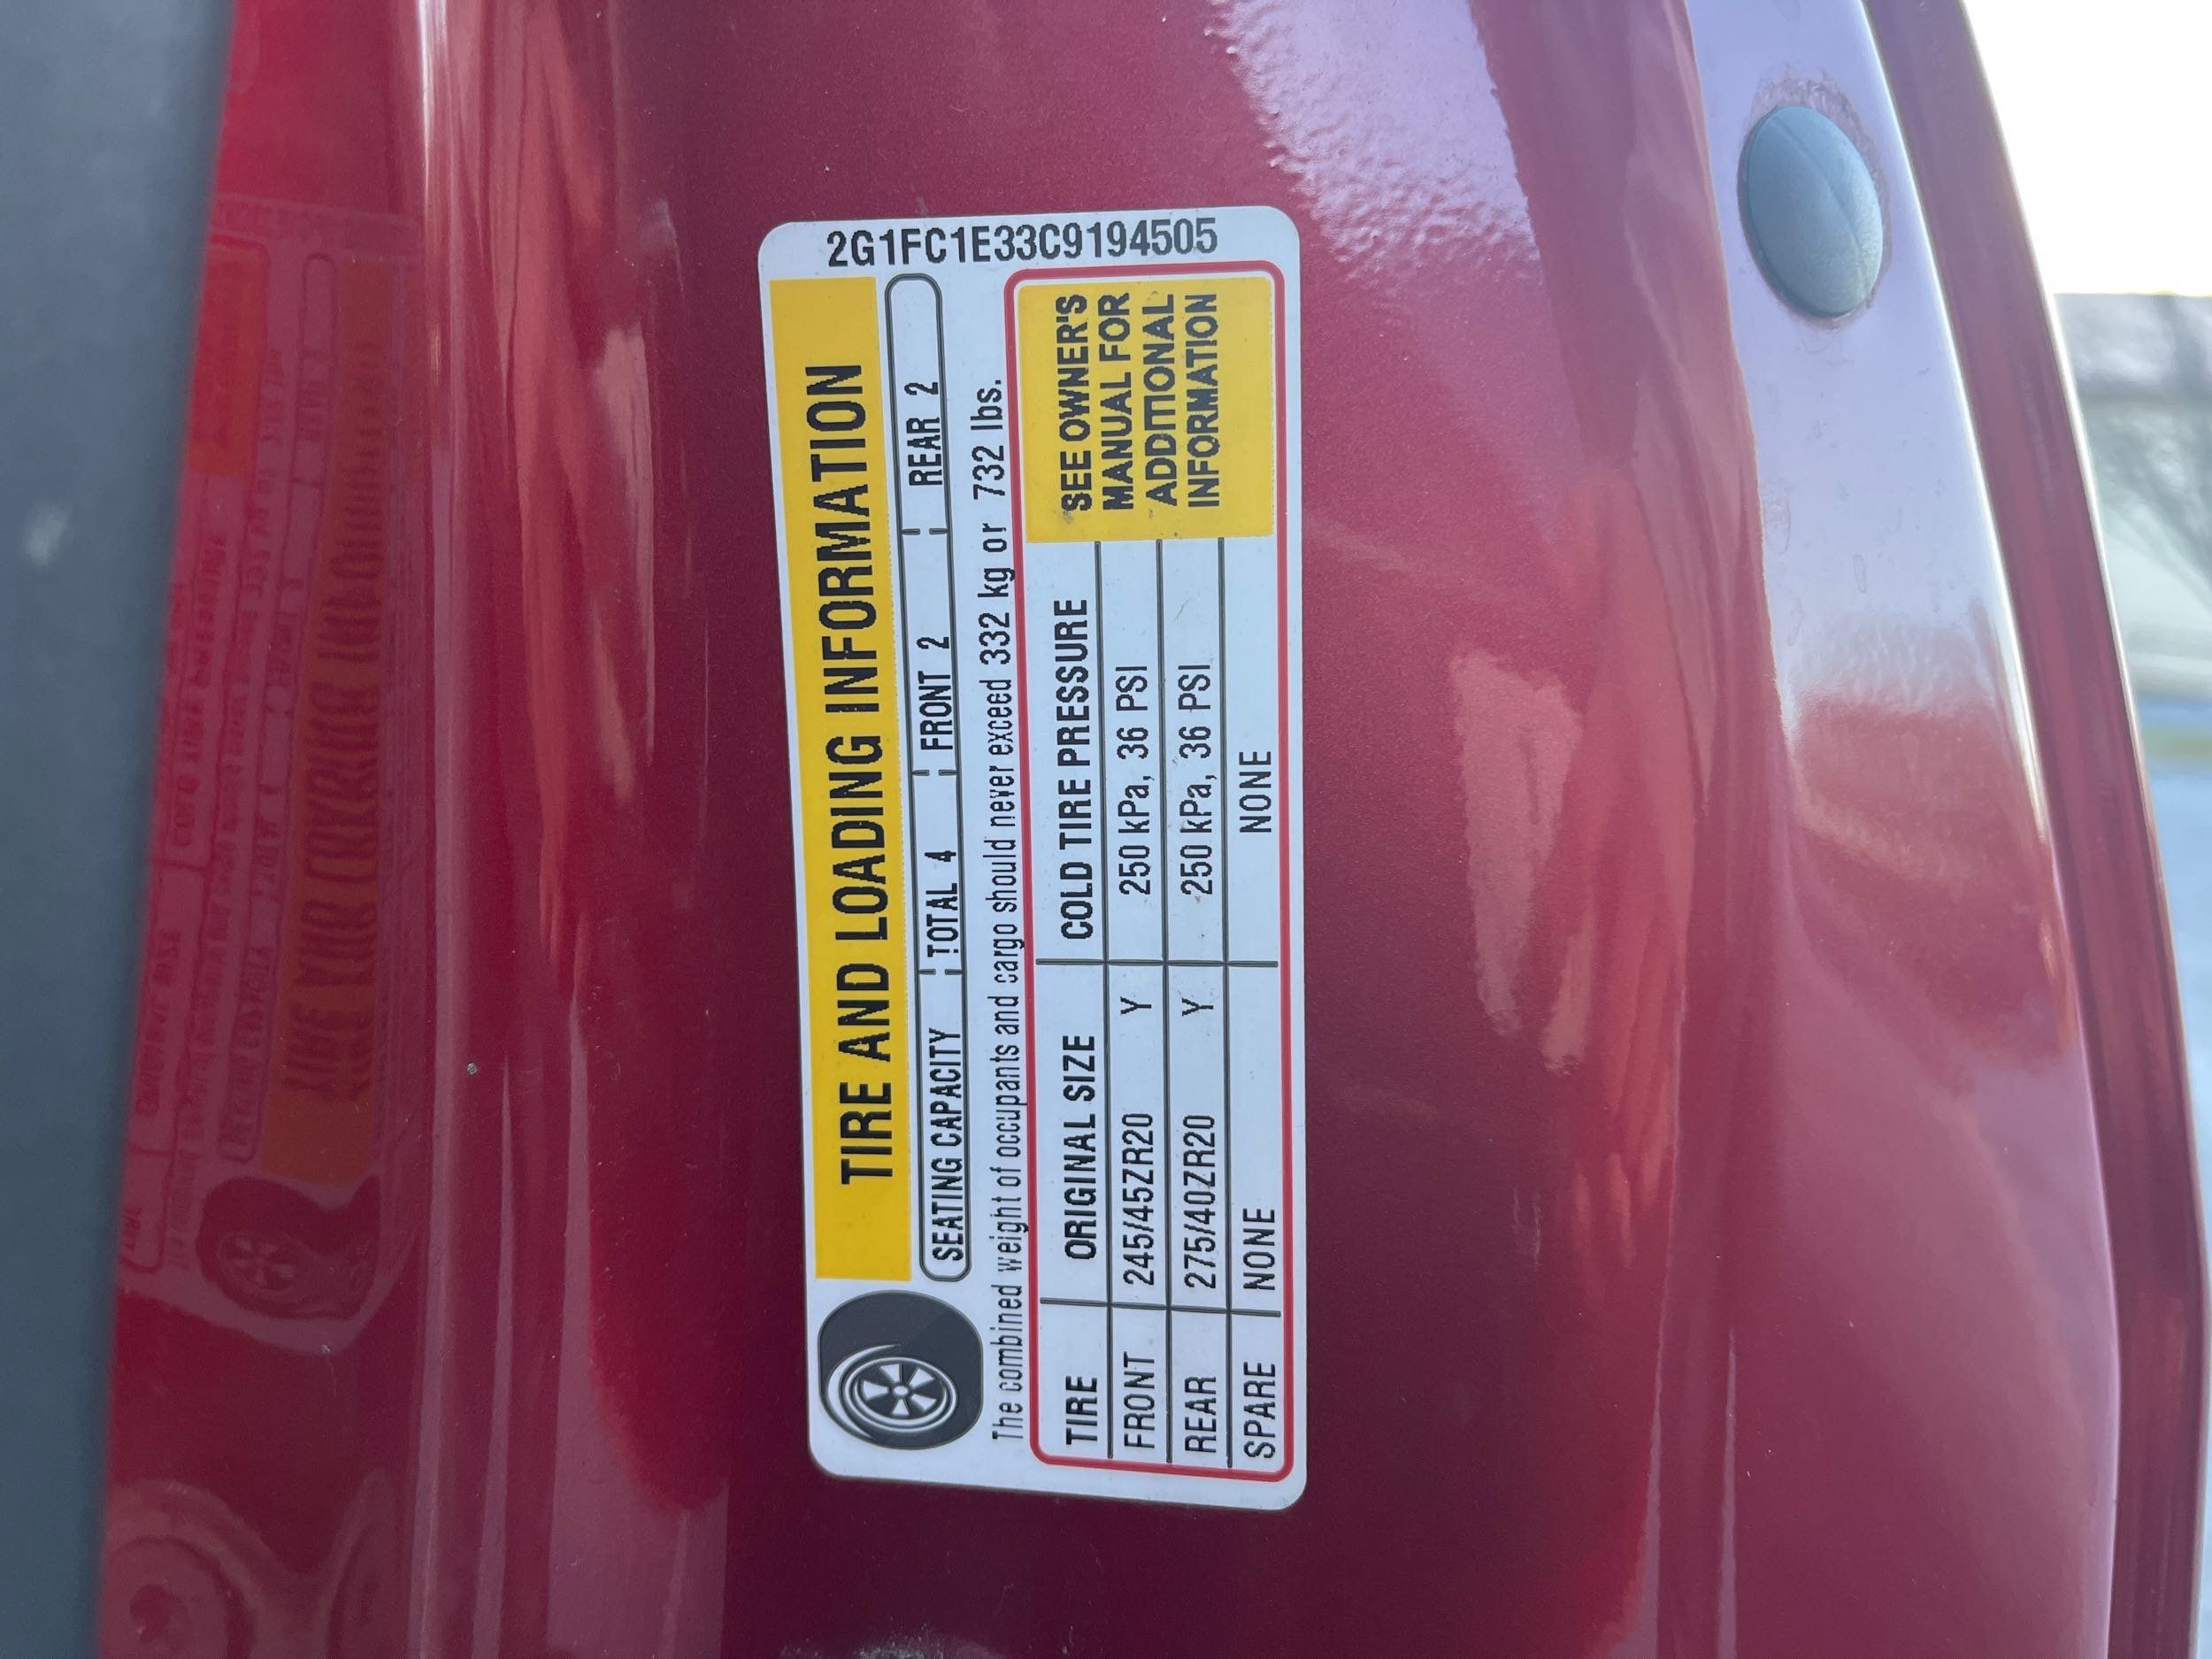 2G1FC1E33C9194505
TIRE AND LOADING INFORMATION
SEATING CAPACITY TOTAL 4 FRONT 2 REAR 2
The combined weight of occupants and cargo should never exceed 332 kg or 732 lbs.
TIRE ORIGINAL SIZE COLD TIRE PRESSURE
FRONT 245/45ZR20 Y 250 kPa, 36 PSI
REAR 275/40ZR20 Y 250 kPa, 36 PSI
SPARE NONE NONE
SEE OWNER'S
MANUAL FOR
ADDITIONAL
INFORMATION